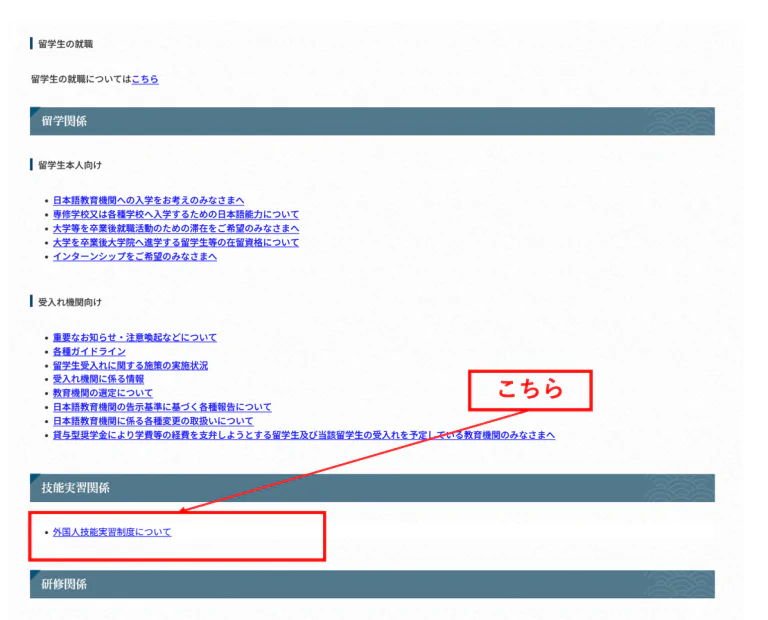 留学生の就職
留学生の就職についてはこちら
留学関係
留学生本人向け
日本語教育機関への入学をお考えのみなさまへ
専修学校又は各種学校へ入学するための日本語能力について
大学等を卒業後就職活動のための滞在をご希望のみなさまへ
大学を卒業後大学院へ進学する留学生等の在留資格について
インターンシップをご希望のみなさまへ
受入れ機関向け
重要なお知らせ・注意喚起などについて
各種ガイドライン
留学生受入れに関する施策の実施状況
受入れ機関に係る情報
教育機関の選定について
日本語教育機関の告示基準に基づく各種報告について
日本語教育機関に係る各種変更の取扱いについて
貸与型奨学金により学費等の経費を支弁しようとする留学生及び当該留学生の受入れを予定している教育機関のみなさまへ
こちら
技能実習関係
外国人技能実習制度について
研修関係